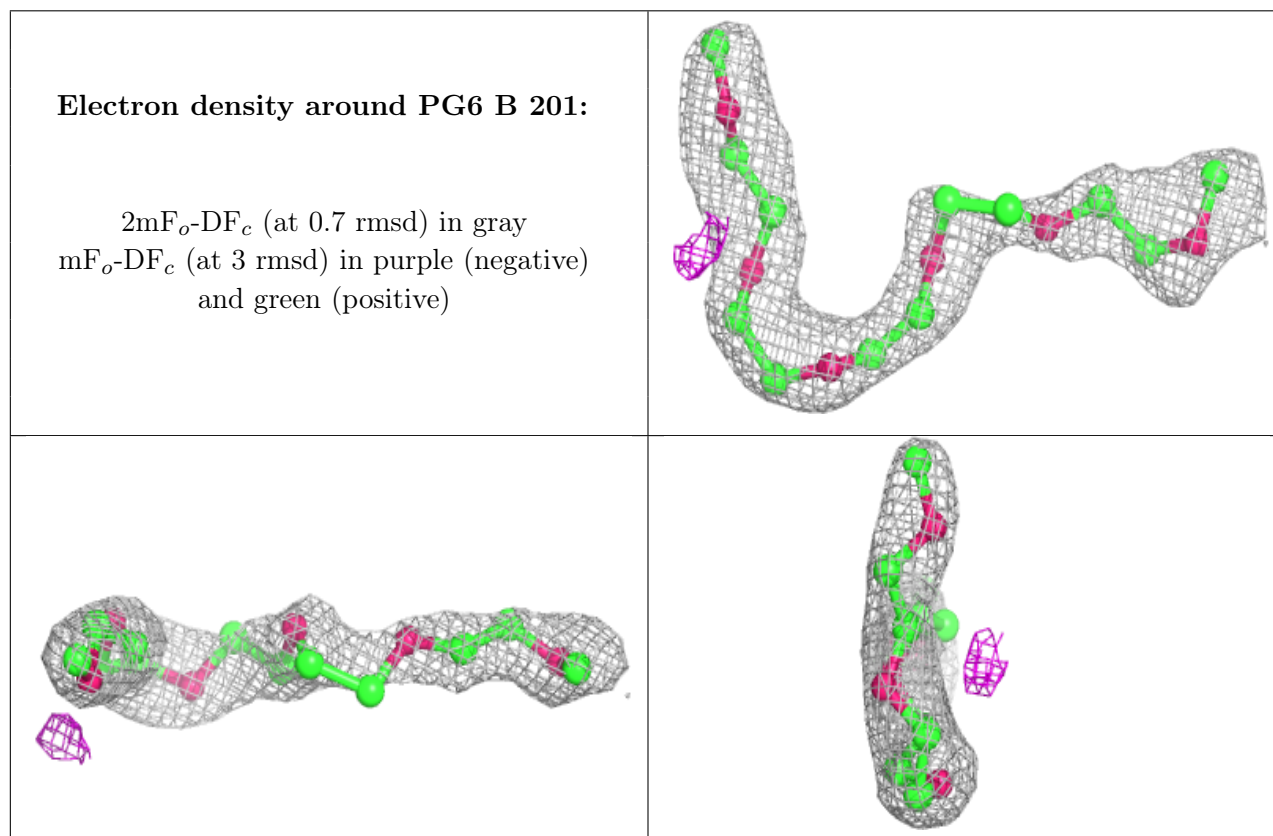 Electron density around PG6 B 201:
2mFo-DFc (at 0.7 rmsd) in gray
mFo-DFc (at 3 rmsd) in purple (negative)
and green (positive)